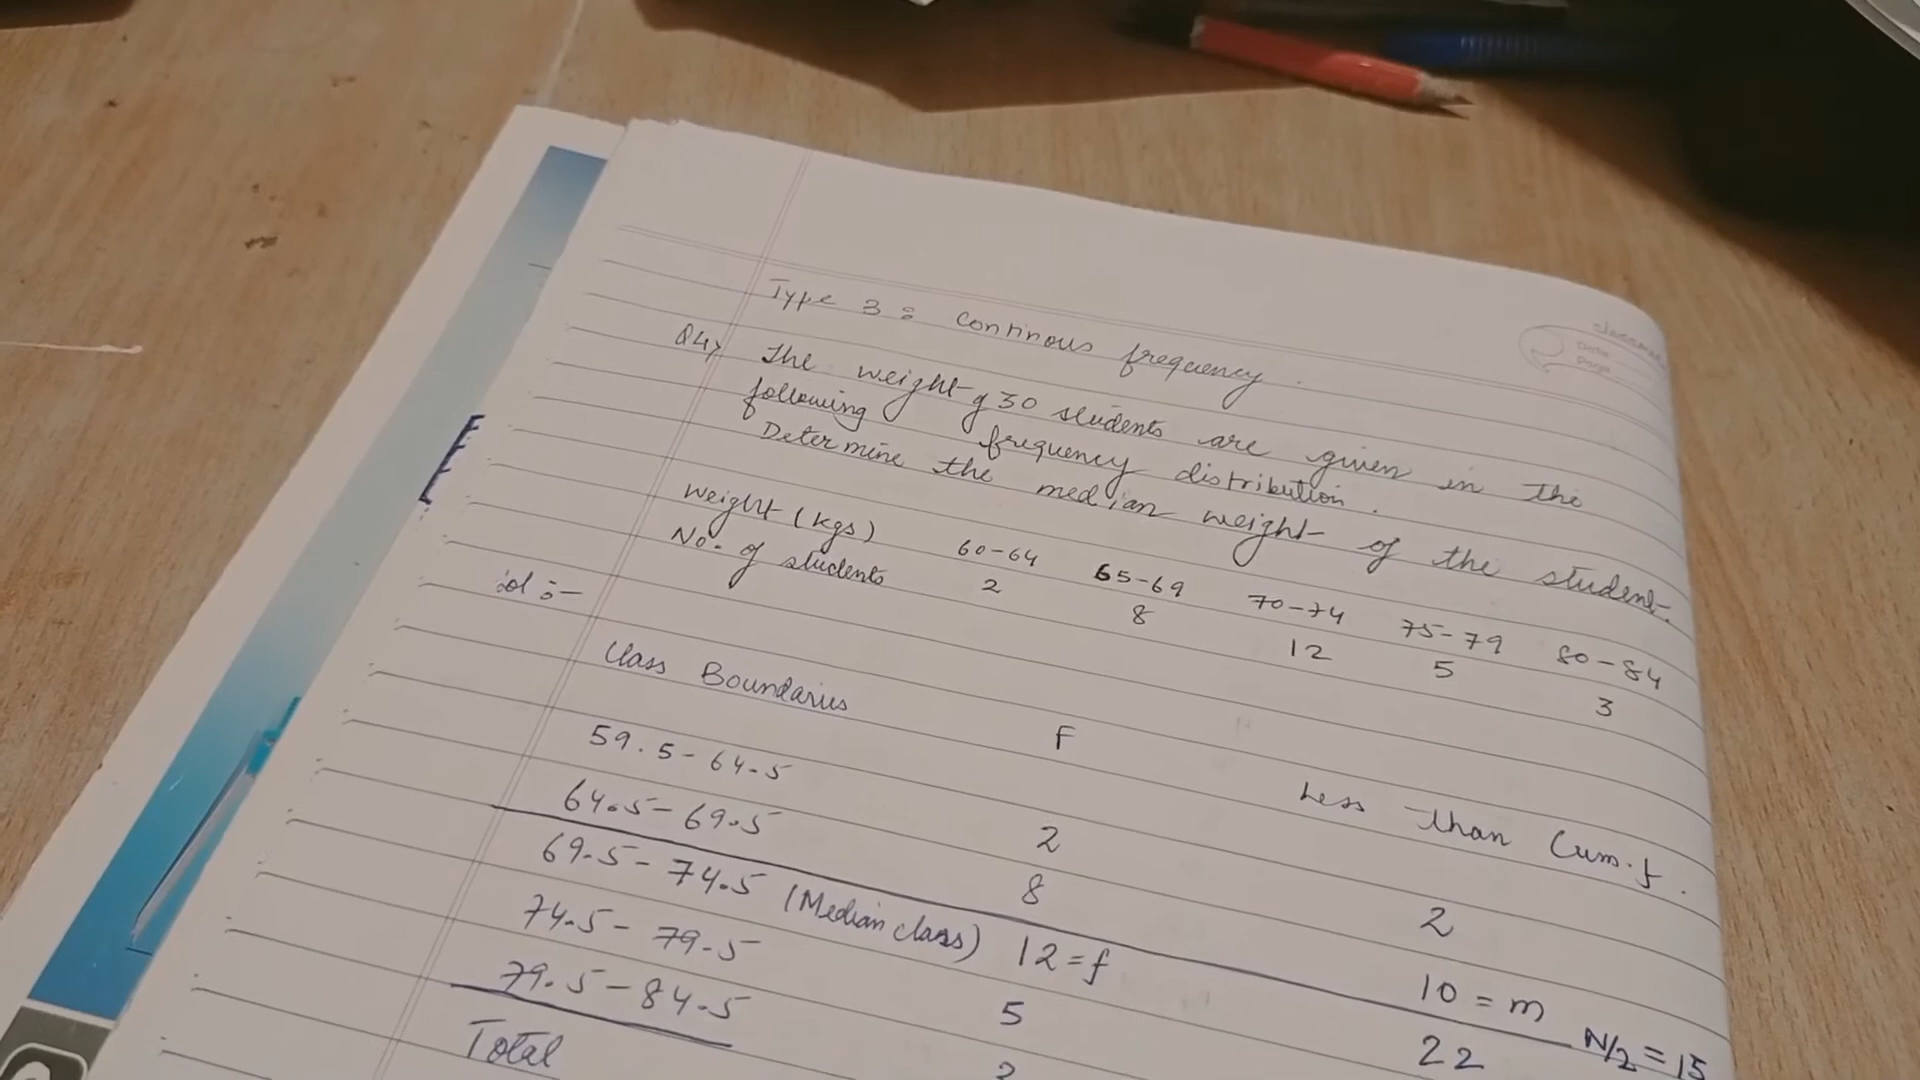 Type 3: Continous frequency.
Q4> The weight of 30 students are given in the
following frequency distribution.
Determine the median weight of the student.
Weight (kgs) 60-64 65-69 70-74 75-79 80-84
No. of students 2 8 12 5 3
Class Boundaries F Less than Cum.f.
59.5-64.5 2 2
64.5-69.5 8 10 = m
69.5-74.5 (Median class) 12=f 22 N/2 = 15
74.5-79.5 5
79.5-84.5
Total